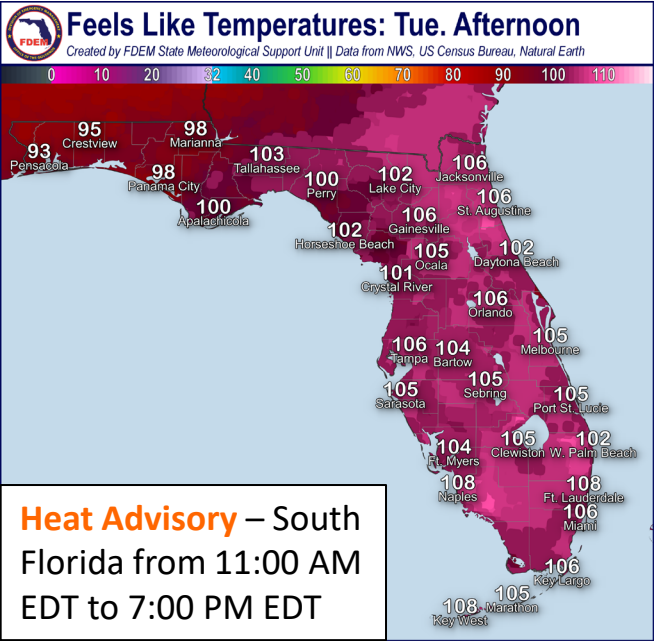 FDEM
Feels Like Temperatures: Tue. Afternoon
Created by FDEM State Meteorological Support Unit || Data from NWS, US Census Bureau, Natural Earth
0 10 20 32 40 50 60 70 80 90 100 110
93
Pensacola
95
Crestview
98
Marianna
98
Panama City
103
Tallahassee
100
Apalachicola
100
Perry
102
Lake City
106
Jacksonville
106
St. Augustine
106
Gainesville
102
Horseshoe Beach
105
Ocala
102
Daytona Beach
101
Crystal River
106
Orlando
105
Melbourne
106
Tampa
104
Bartow
105
Sebring
105
Sarasota
105
Port St. Lucie
104
Ft. Myers
105
Clewiston
102
W. Palm Beach
108
Naples
108
Ft. Lauderdale
106
Miami
106
Key Largo
105
Marathon
108
Key West
Heat Advisory – South
Florida from 11:00 AM
EDT to 7:00 PM EDT